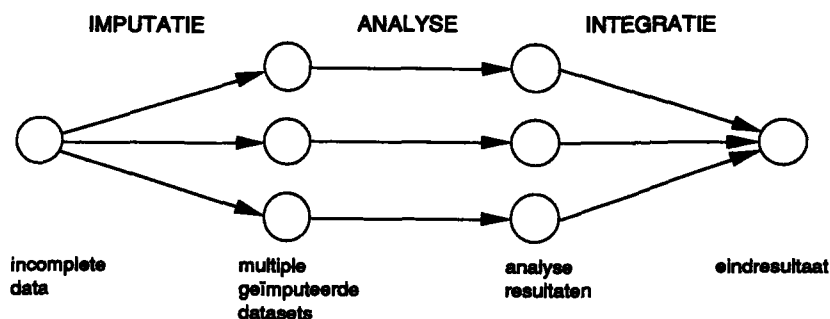 IMPUTATIE ANALYSE INTEGRATIE
incomplete
data
multiple
geïmputeerde
datasets
analyse
resultaten
eindresultaat